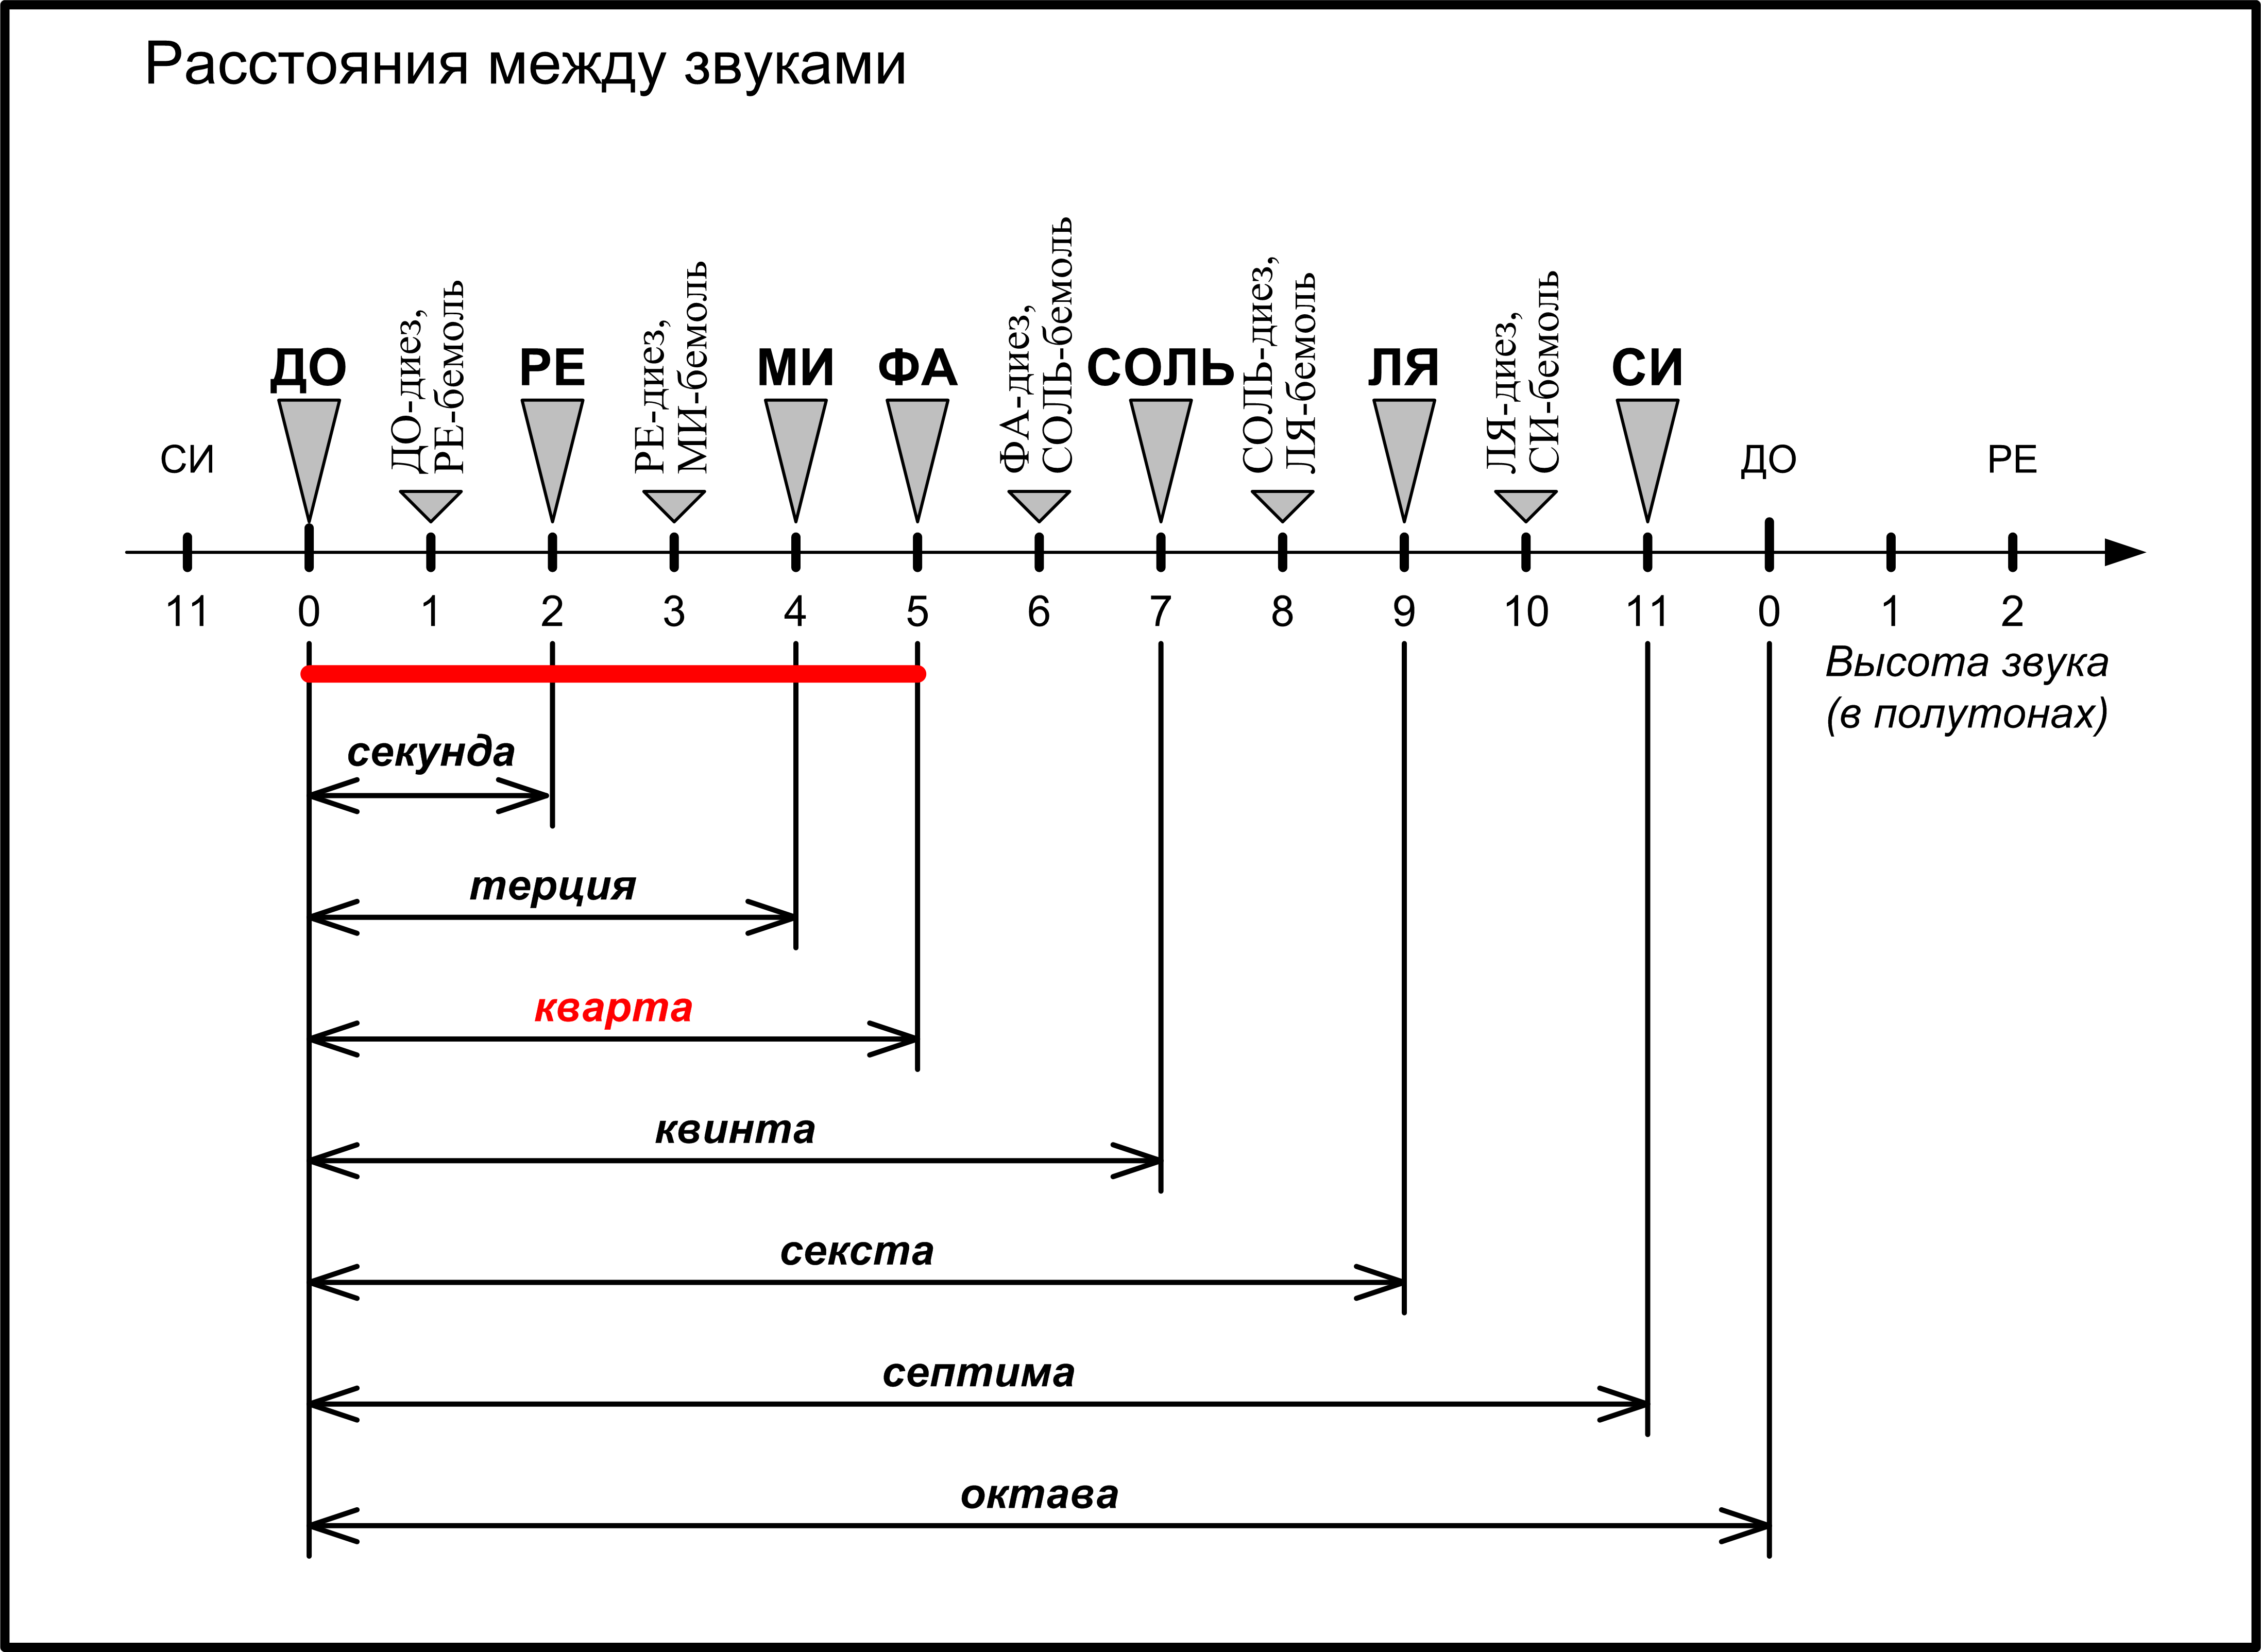 Расстояния между звуками
ДО-диез,
РЕ-бемоль
РЕ-диез,
МИ-бемоль
ФА-диез,
СОЛЬ-бемоль
СОЛЬ-диез,
ЛЯ-бемоль
ЛЯ-диез,
СИ-бемоль
ДО РЕ МИ ФА СОЛЬ ЛЯ СИ
СИ ДО РЕ
11 0 1 2 3 4 5 6 7 8 9 10 11 0 1 2
Высота звука
(в полутонах)
секунда
терция
кварта
квинта
секста
септима
октава